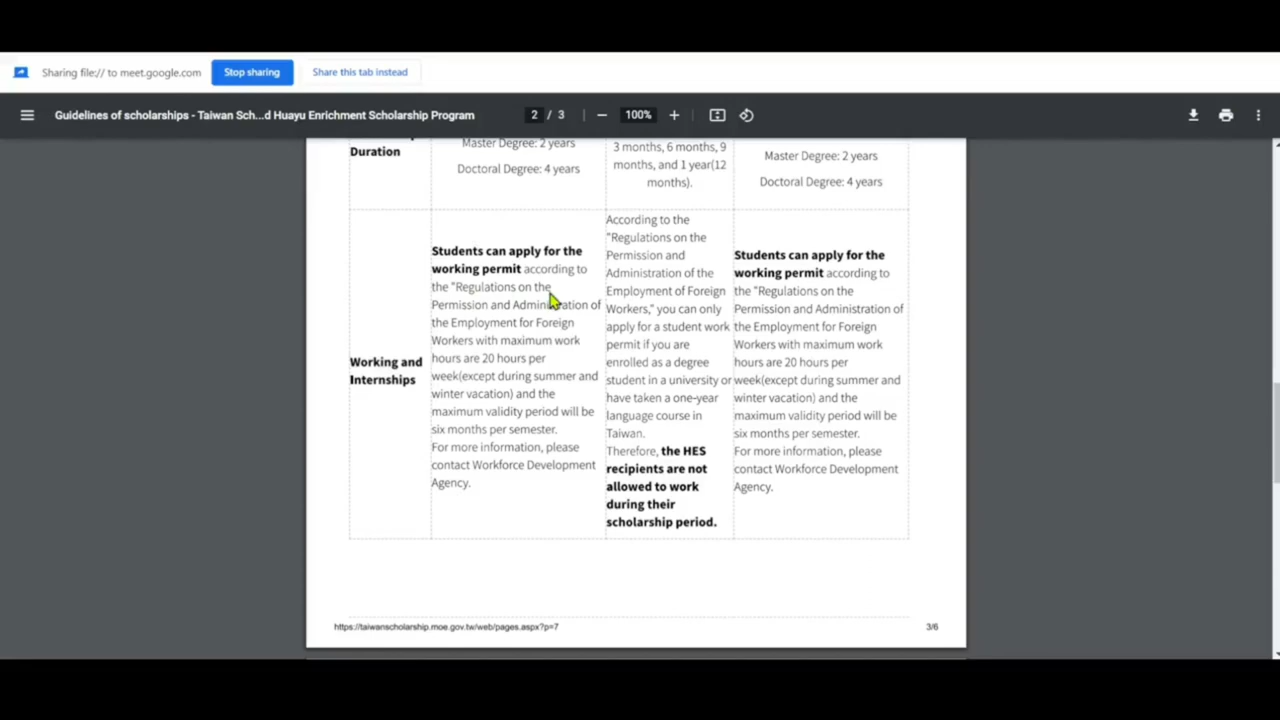 Sharing file:// to meet.google.com
Stop sharing
Share this tab instead
Guidelines of scholarships - Taiwan Sch...d Huayu Enrichment Scholarship Program
2 / 3
100%
Duration
Master Degree: 2 years
Doctoral Degree: 4 years
3 months, 6 months, 9
months, and 1 year(12
months).
Master Degree: 2 years
Doctoral Degree: 4 years
Working and
Internships
Students can apply for the
working permit according to
the "Regulations on the
Permission and Administration of
the Employment for Foreign
Workers with maximum work
hours are 20 hours per
week(except during summer and
winter vacation) and the
maximum validity period will be
six months per semester.
For more information, please
contact Workforce Development
Agency.
According to the
"Regulations on the
Permission and
Administration of the
Employment of Foreign
Workers," you can only
apply for a student work
permit if you are
enrolled as a degree
student in a university or
have taken a one-year
language course in
Taiwan.
Therefore, the HES
recipients are not
allowed to work
during their
scholarship period.
Students can apply for the
working permit according to
the "Regulations on the
Permission and Administration of
the Employment for Foreign
Workers with maximum work
hours are 20 hours per
week(except during summer and
winter vacation) and the
maximum validity period will be
six months per semester.
For more information, please
contact Workforce Development
Agency.
https://taiwanscholarship.moe.gov.tw/web/pages.aspx?p=7
3/6